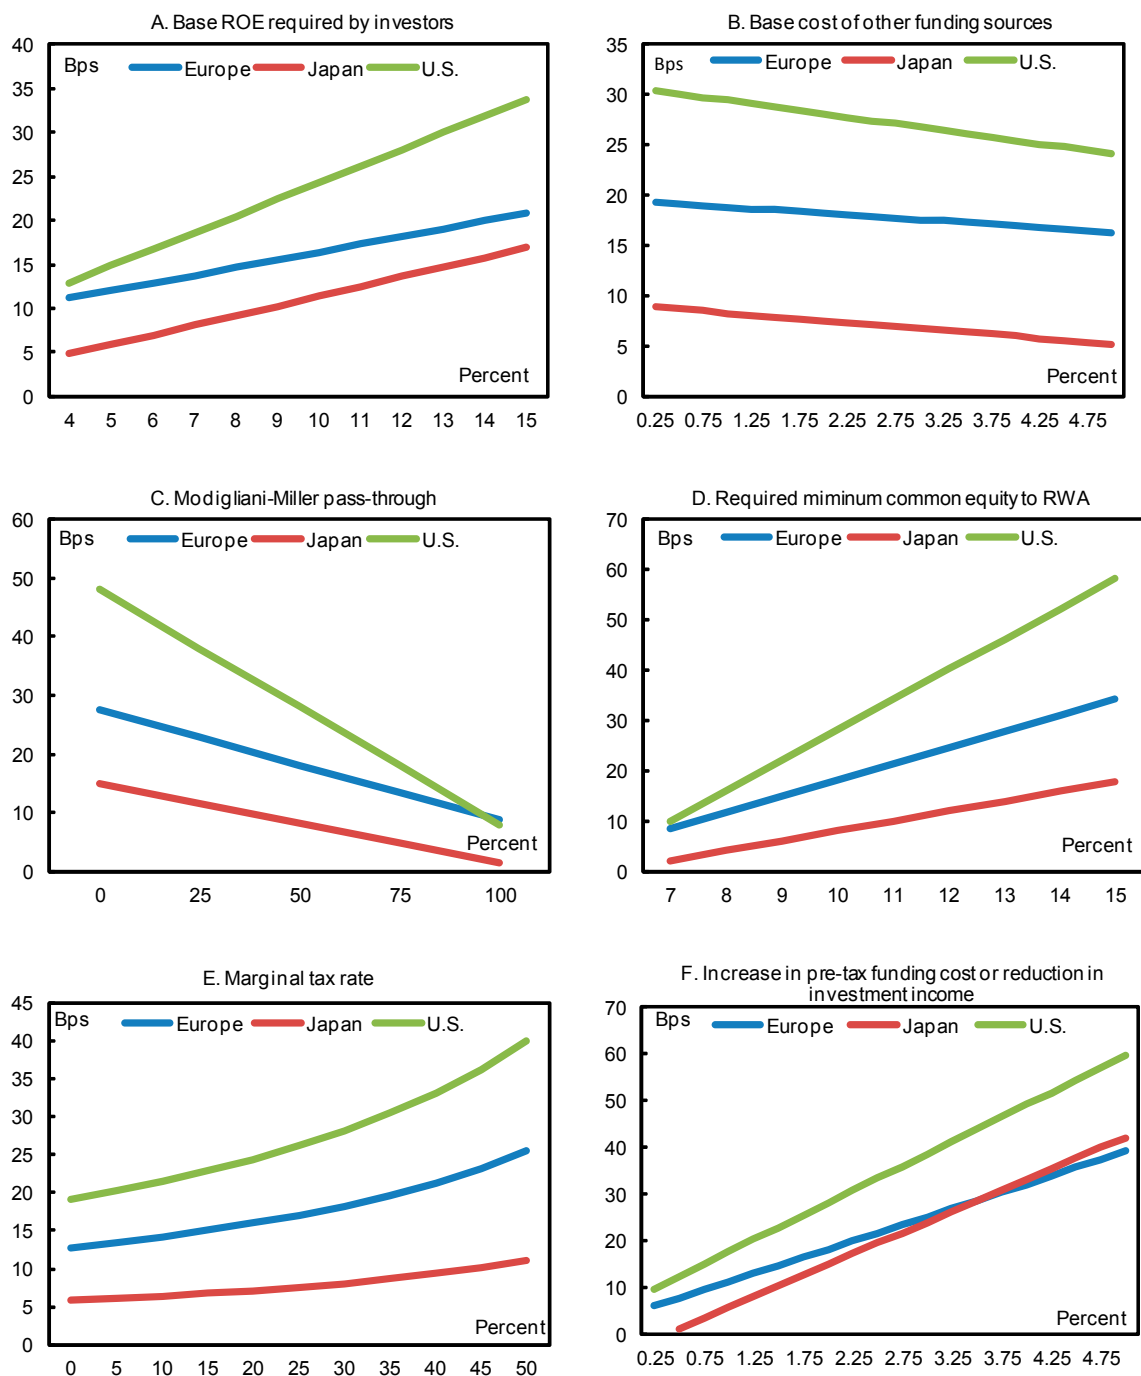 A. Base ROE required by investors
40
35
30
25
20
15
10
5
0
Bps
Europe Japan U.S.
Percent
4 5 6 7 8 9 10 11 12 13 14 15
B. Base cost of other funding sources
35
30
25
20
15
10
5
0
Bps
Europe Japan U.S.
Percent
0.25 0.75 1.25 1.75 2.25 2.75 3.25 3.75 4.25 4.75
C. Modigliani-Miller pass-through
60
50
40
30
20
10
0
Bps
Europe Japan U.S.
Percent
0 25 50 75 100
D. Required miminum common equity to RWA
70
60
50
40
30
20
10
0
Bps
Europe Japan U.S.
Percent
7 8 9 10 11 12 13 14 15
E. Marginal tax rate
45
40
35
30
25
20
15
10
5
0
Bps
Europe Japan U.S.
Percent
0 5 10 15 20 25 30 35 40 45 50
F. Increase in pre-tax funding cost or reduction in
investment income
70
60
50
40
30
20
10
0
Bps
Europe Japan U.S.
Percent
0.25 0.75 1.25 1.75 2.25 2.75 3.25 3.75 4.25 4.75